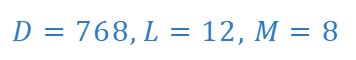 D = 768, L = 12, M = 8